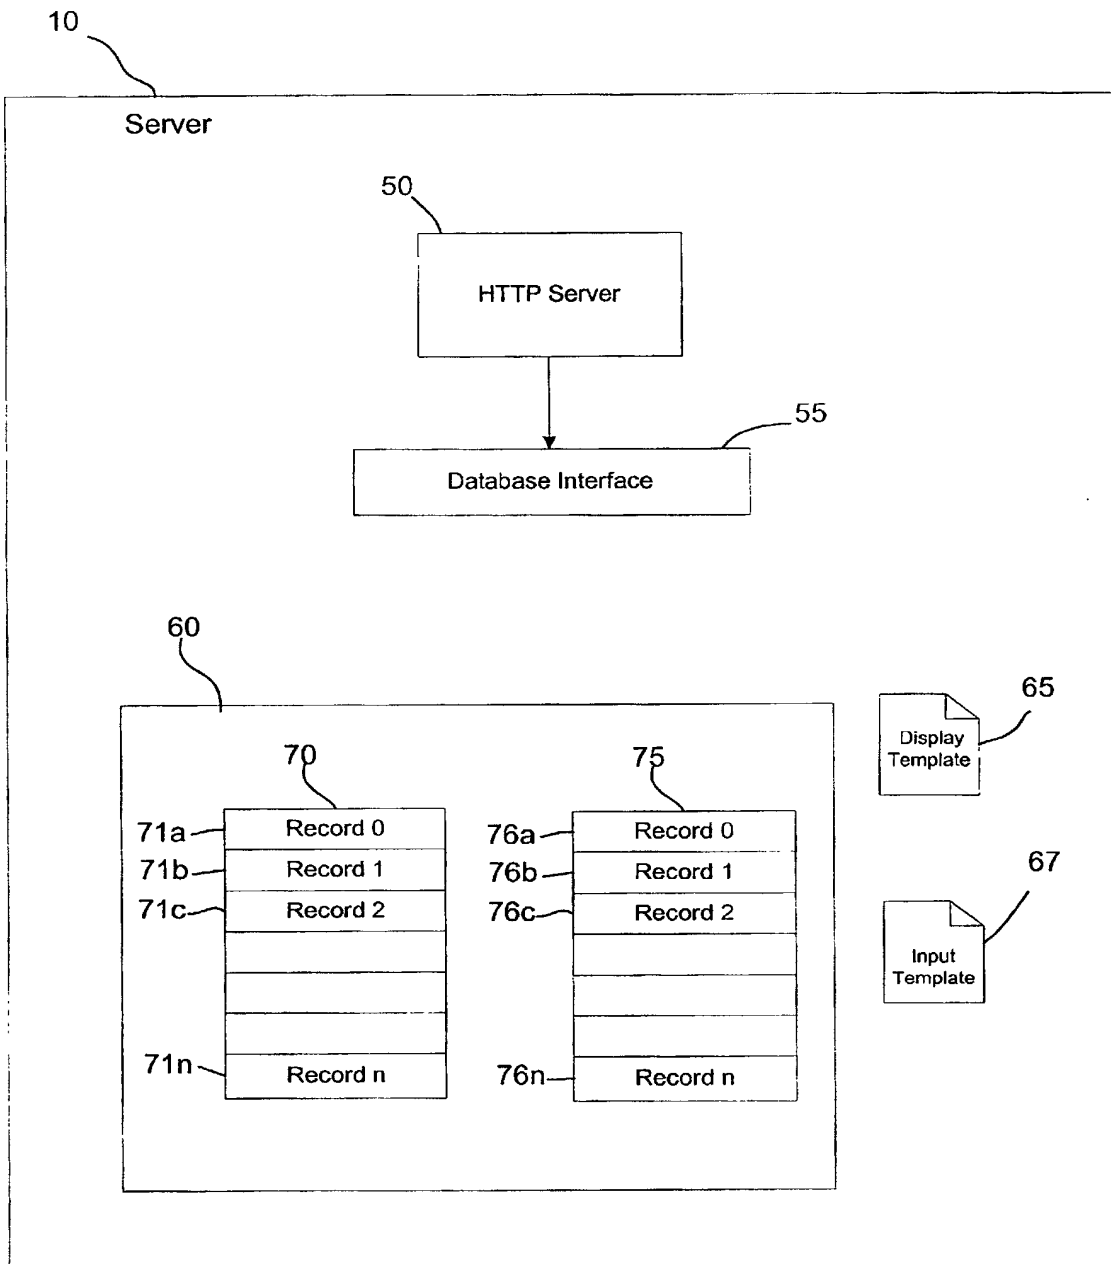 10
Server
50
HTTP Server
55
Database Interface
60
65
Display
Template
70
75
71a
Record 0
76a
Record 0
71b
Record 1
76b
Record 1
67
71c
Record 2
76c
Record 2
Input
Template
71n
Record n
76n
Record n